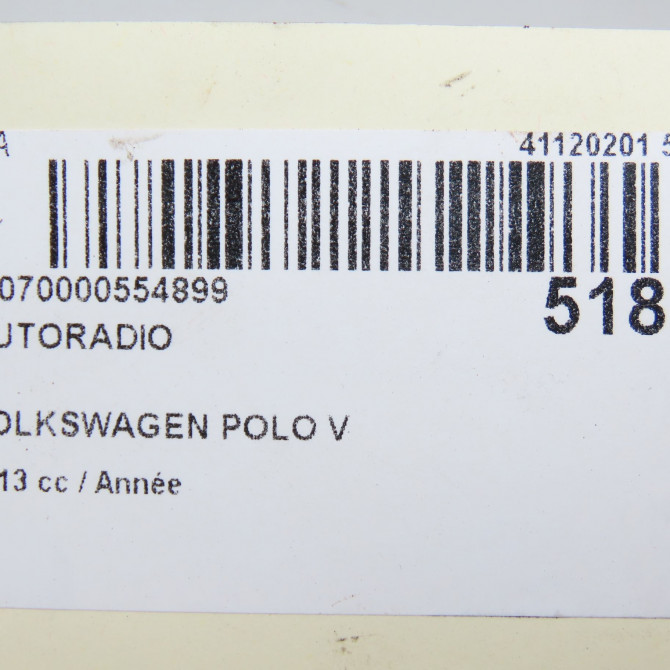 A 41120201 5
070000554899 518
UTORADIO
OLKSWAGEN POLO V
13 cc / Année